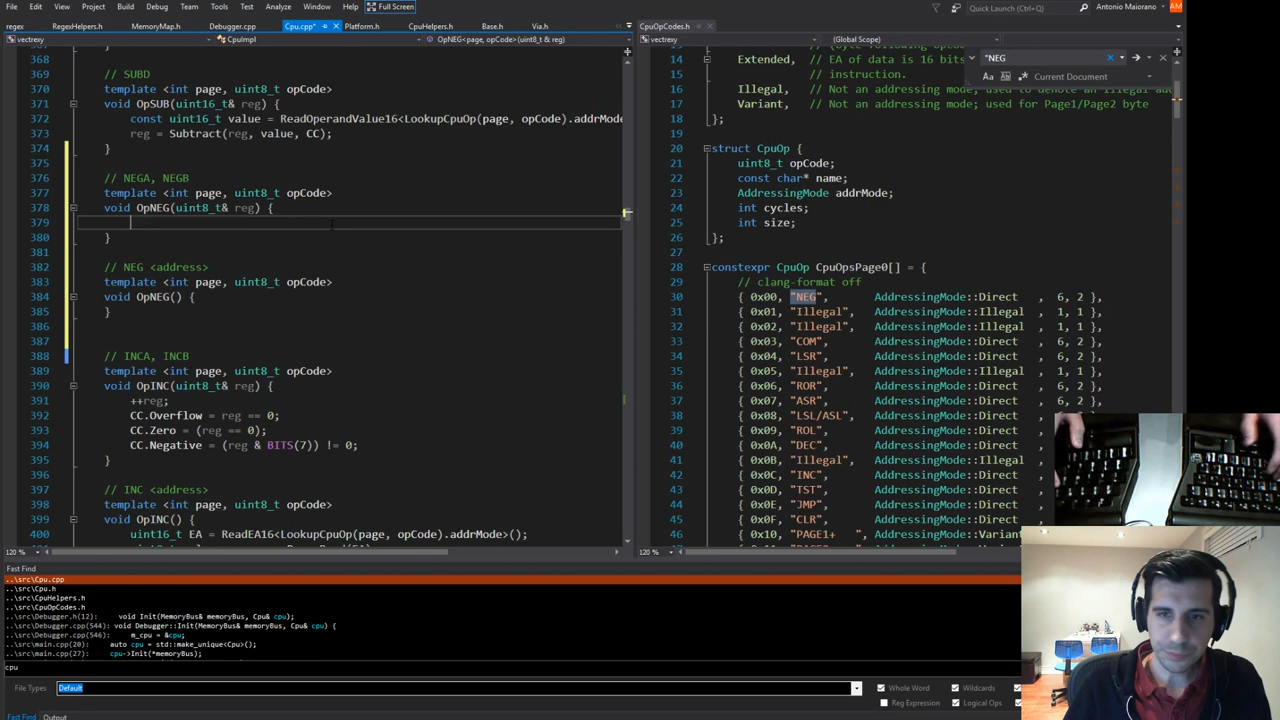 File Edit View Project Build Debug Team Tools Test Analyze Window Help Full Screen Quick Launch (Ctrl+Q) Antonio Maiorano AM
regex RegexHelpers.h MemoryMap.h Debugger.cpp Cpu.cpp* Platform.h CpuHelpers.h Base.h Via.h CpuOpCodes.h
vectrexy CpuImpl OpNEG<page, opCode>(uint8_t & reg) vectrexy (Global Scope)
368 }
369 // SUBD
370 template <int page, uint8_t opCode>
371 void OpSUB(uint16_t& reg) {
372 const uint16_t value = ReadOperandValue16<LookupCpuOp(page, opCode).addrMode
373 reg = Subtract(reg, value, CC);
374 }
375
376 // NEGA, NEGB
377 template <int page, uint8_t opCode>
378 void OpNEG(uint8_t& reg) {
379
380 }
381
382 // NEG <address>
383 template <int page, uint8_t opCode>
384 void OpNEG() {
385 }
386
387
388 // INCA, INCB
389 template <int page, uint8_t opCode>
390 void OpINC(uint8_t& reg) {
391 ++reg;
392 CC.Overflow = reg == 0;
393 CC.Zero = (reg == 0);
394 CC.Negative = (reg & BITS(7)) != 0;
395 }
396
397 // INC <address>
398 template <int page, uint8_t opCode>
399 void OpINC() {
400 uint16_t EA = ReadEA16<LookupCpuOp(page, opCode).addrMode>();
120 %
"NEG
Aa Current Document
14 Extended, // EA of data is 16 bits
15 // instruction.
16 Illegal, // Not an addressing mode, used to denote an illegal
17 Variant, // Not an addressing mode; used for Page1/Page2 byte
18 };
19
20 struct CpuOp {
21 uint8_t opCode;
22 const char* name;
23 AddressingMode addrMode;
24 int cycles;
25 int size;
26 };
27
28 constexpr CpuOp CpuOpsPage0[] = {
29 // clang-format off
30 { 0x00, "NEG", AddressingMode::Direct , 6, 2 },
31 { 0x01, "Illegal", AddressingMode::Illegal , 1, 1 },
32 { 0x02, "Illegal", AddressingMode::Illegal , 1, 1 },
33 { 0x03, "COM", AddressingMode::Direct , 6, 2 },
34 { 0x04, "LSR", AddressingMode::Direct , 6, 2 },
35 { 0x05, "Illegal", AddressingMode::Illegal , 1, 1 },
36 { 0x06, "ROR", AddressingMode::Direct , 6, 2 },
37 { 0x07, "ASR", AddressingMode::Direct , 6, 2 },
38 { 0x08, "LSL/ASL", AddressingMode::Direct
39 { 0x09, "ROL", AddressingMode::Direct
40 { 0x0A, "DEC", AddressingMode::Direct
41 { 0x0B, "Illegal", AddressingMode::Illegal
42 { 0x0C, "INC", AddressingMode::Direct
43 { 0x0D, "TST", AddressingMode::Direct
44 { 0x0E, "JMP", AddressingMode::Direct
45 { 0x0F, "CLR", AddressingMode::Direct
46 { 0x10, "PAGE1+ ", AddressingMode::Variant
120 %
Fast Find
..\src\Cpu.cpp
..\src\Cpu.h
..\src\CpuHelpers.h
..\src\CpuOpCodes.h
..\src\Debugger.h(12): void Init(MemoryBus& memoryBus, Cpu& cpu);
..\src\Debugger.cpp(544): void Debugger::Init(MemoryBus& memoryBus, Cpu& cpu) {
..\src\Debugger.cpp(546): m_cpu = &cpu;
..\src\main.cpp(20): auto cpu = std::make_unique<Cpu>();
..\src\main.cpp(27): cpu->Init(*memoryBus);
cpu
File Types Default Whole Word Wildcards
Reg Expression Logical Ops
Fast Find Output